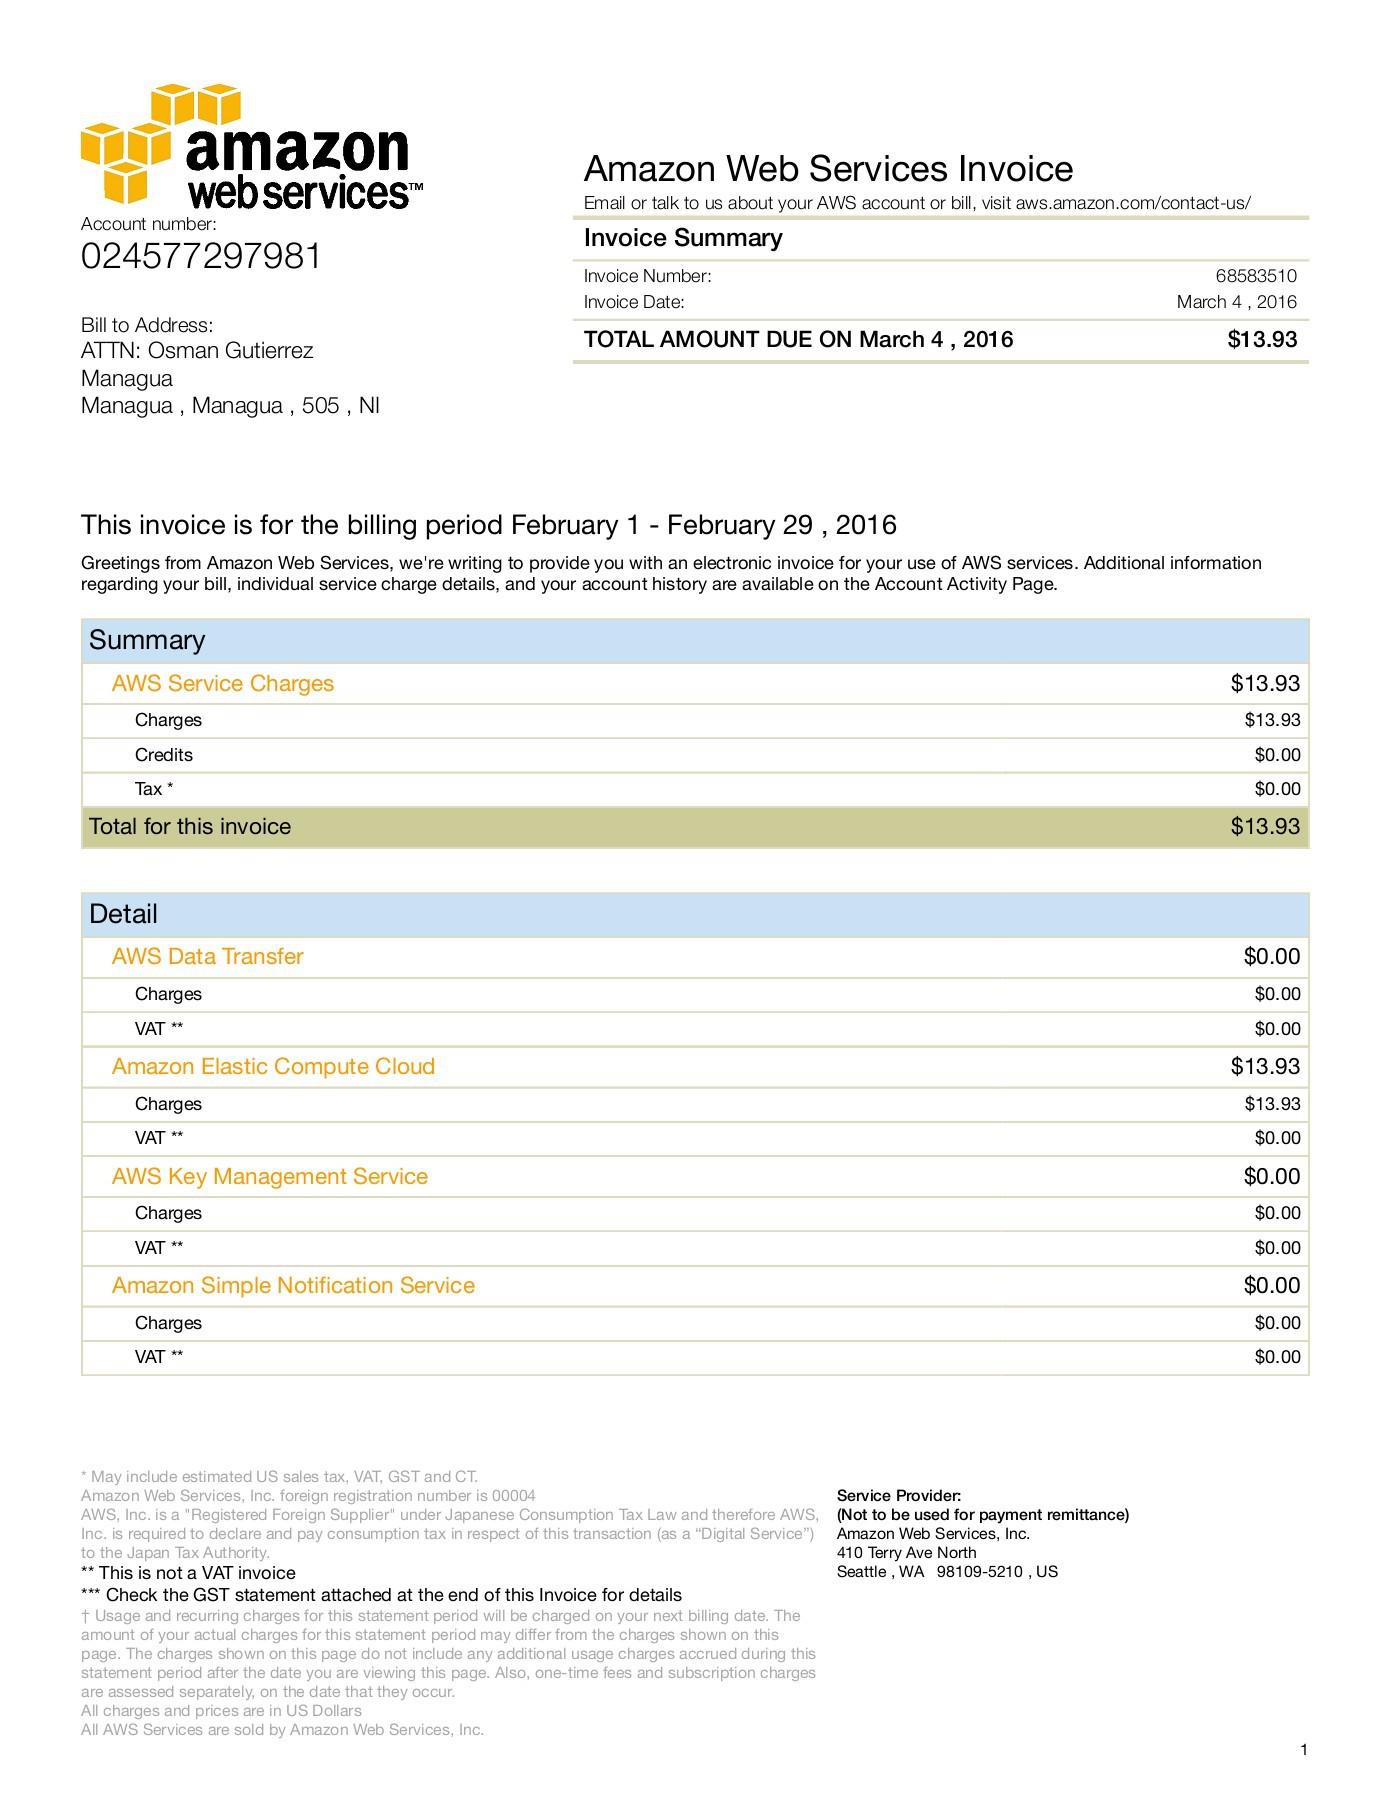 amazon
webservices™
Account number:
024577297981
Bill to Address:
ATTN: Osman Gutierrez
Managua
Managua , Managua , 505 , NI
Amazon Web Services Invoice
Email or talk to us about your AWS account or bill, visit aws.amazon.com/contact-us/
Invoice Summary
Invoice Number: 68583510
Invoice Date: March 4 , 2016
TOTAL AMOUNT DUE ON March 4 , 2016 $13.93
This invoice is for the billing period February 1 - February 29 , 2016
Greetings from Amazon Web Services, we're writing to provide you with an electronic invoice for your use of AWS services. Additional information
regarding your bill, individual service charge details, and your account history are available on the Account Activity Page.
Summary
AWS Service Charges $13.93
Charges $13.93
Credits $0.00
Tax * $0.00
Total for this invoice $13.93
Detail
AWS Data Transfer $0.00
Charges $0.00
VAT ** $0.00
Amazon Elastic Compute Cloud $13.93
Charges $13.93
VAT ** $0.00
AWS Key Management Service $0.00
Charges $0.00
VAT ** $0.00
Amazon Simple Notification Service $0.00
Charges $0.00
VAT ** $0.00
* May include estimated US sales tax, VAT, GST and CT.
Amazon Web Services, Inc. foreign registration number is 00004
AWS, Inc. is a "Registered Foreign Supplier" under Japanese Consumption Tax Law and therefore AWS,
Inc. is required to declare and pay consumption tax in respect of this transaction (as a “Digital Service”)
to the Japan Tax Authority.
** This is not a VAT invoice
*** Check the GST statement attached at the end of this Invoice for details
† Usage and recurring charges for this statement period will be charged on your next billing date. The
amount of your actual charges for this statement period may differ from the charges shown on this
page. The charges shown on this page do not include any additional usage charges accrued during this
statement period after the date you are viewing this page. Also, one-time fees and subscription charges
are assessed separately, on the date that they occur.
All charges and prices are in US Dollars
All AWS Services are sold by Amazon Web Services, Inc.
Service Provider:
(Not to be used for payment remittance)
Amazon Web Services, Inc.
410 Terry Ave North
Seattle , WA 98109-5210 , US
1